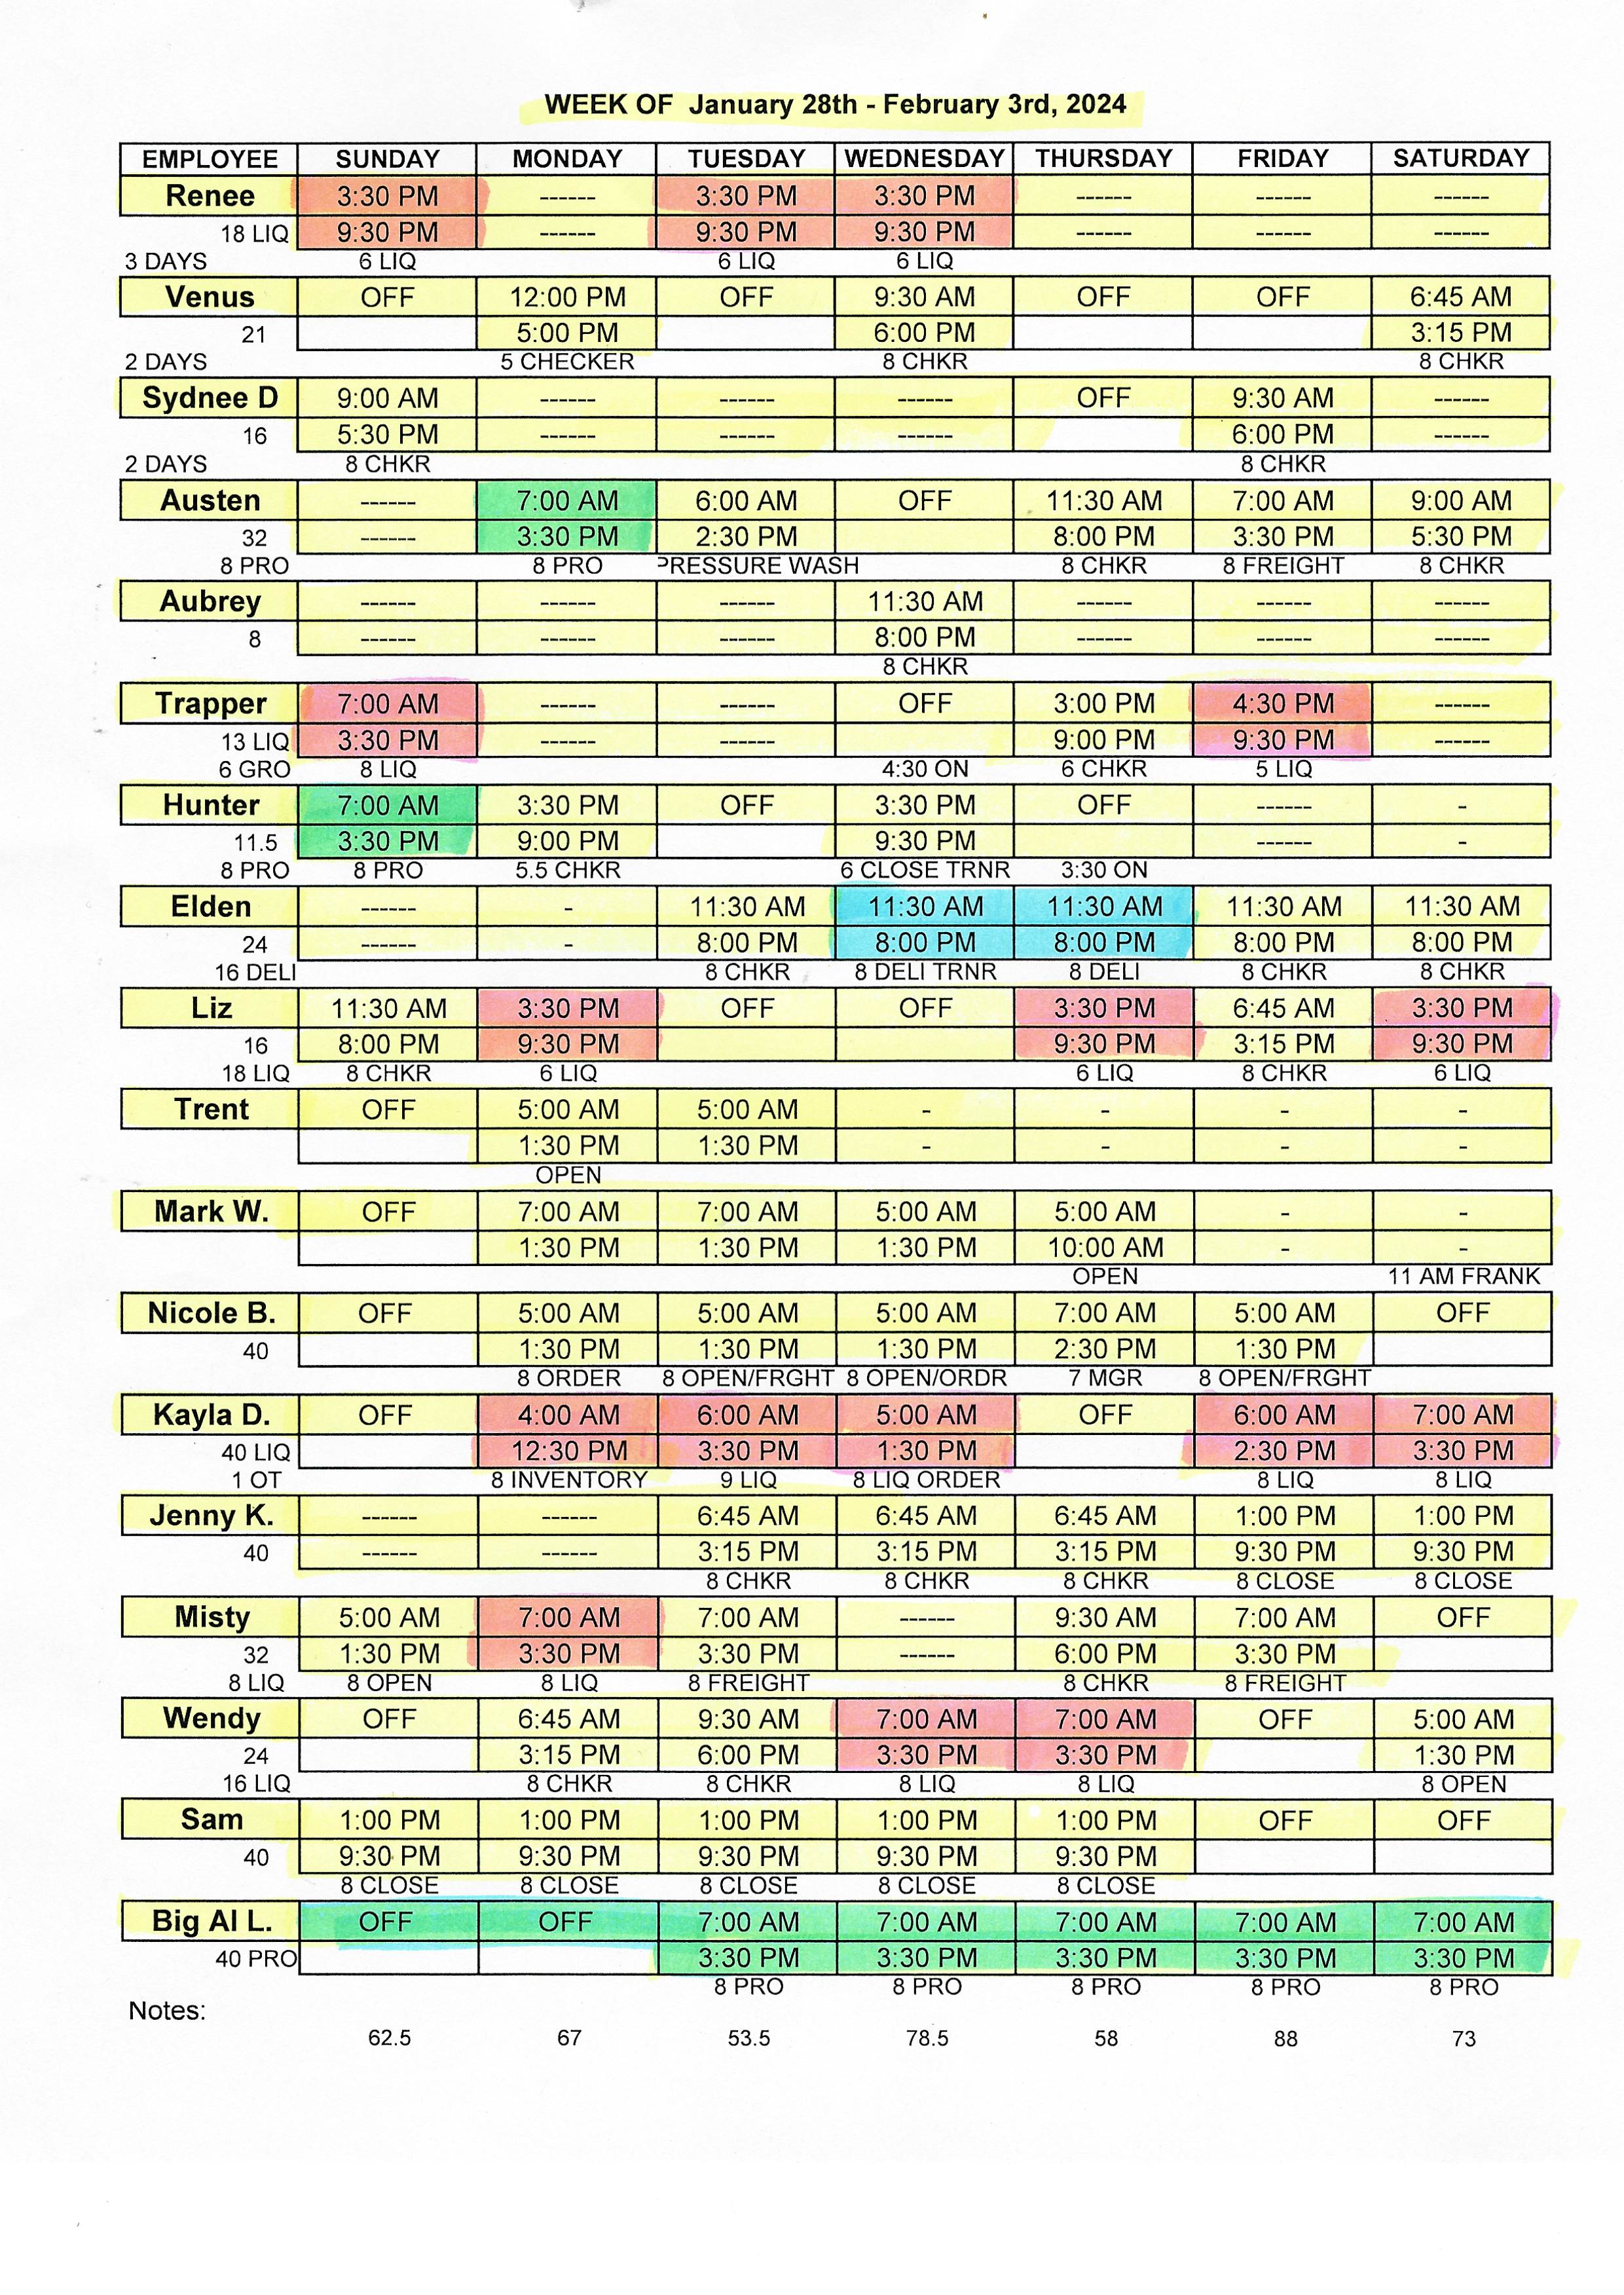 WEEK OF January 28th - February 3rd, 2024
EMPLOYEE SUNDAY MONDAY TUESDAY WEDNESDAY THURSDAY FRIDAY SATURDAY
Renee 3:30 PM ------ 3:30 PM 3:30 PM ------ ------ ------
18 LIQ 9:30 PM ------ 9:30 PM 9:30 PM ------ ------ ------
3 DAYS 6 LIQ 6 LIQ 6 LIQ
Venus OFF 12:00 PM OFF 9:30 AM OFF OFF 6:45 AM
21 5:00 PM 6:00 PM 3:15 PM
2 DAYS 5 CHECKER 8 CHKR 8 CHKR
Sydnee D 9:00 AM ------ ------ ------ OFF 9:30 AM ------
16 5:30 PM ------ ------ ------ 6:00 PM ------
2 DAYS 8 CHKR 8 CHKR
Austen ------ 7:00 AM 6:00 AM OFF 11:30 AM 7:00 AM 9:00 AM
32 ------ 3:30 PM 2:30 PM 8:00 PM 3:30 PM 5:30 PM
8 PRO 8 PRO PRESSURE WASH 8 CHKR 8 FREIGHT 8 CHKR
Aubrey ------ ------ ------ 11:30 AM ------ ------ ------
8 ------ ------ ------ 8:00 PM ------ ------ ------
8 CHKR
Trapper 7:00 AM ------ ------ OFF 3:00 PM 4:30 PM ------
13 LIQ 3:30 PM ------ ------ 9:00 PM 9:30 PM ------
6 GRO 8 LIQ 4:30 ON 6 CHKR 5 LIQ
Hunter 7:00 AM 3:30 PM OFF 3:30 PM OFF ------ -
11.5 3:30 PM 9:00 PM 9:30 PM ------ -
8 PRO 8 PRO 5.5 CHKR 6 CLOSE TRNR 3:30 ON
Elden ------ - 11:30 AM 11:30 AM 11:30 AM 11:30 AM 11:30 AM
24 ------ - 8:00 PM 8:00 PM 8:00 PM 8:00 PM 8:00 PM
16 DELI 8 CHKR 8 DELI TRNR 8 DELI 8 CHKR 8 CHKR
Liz 11:30 AM 3:30 PM OFF OFF 3:30 PM 6:45 AM 3:30 PM
16 8:00 PM 9:30 PM 9:30 PM 3:15 PM 9:30 PM
18 LIQ 8 CHKR 6 LIQ 6 LIQ 8 CHKR 6 LIQ
Trent OFF 5:00 AM 5:00 AM - - - -
1:30 PM 1:30 PM - - - -
OPEN
Mark W. OFF 7:00 AM 7:00 AM 5:00 AM 5:00 AM - -
1:30 PM 1:30 PM 1:30 PM 10:00 AM - -
OPEN 11 AM FRANK
Nicole B. OFF 5:00 AM 5:00 AM 5:00 AM 7:00 AM 5:00 AM OFF
40 1:30 PM 1:30 PM 1:30 PM 2:30 PM 1:30 PM
8 ORDER 8 OPEN/FRGHT 8 OPEN/ORDR 7 MGR 8 OPEN/FRGHT
Kayla D. OFF 4:00 AM 6:00 AM 5:00 AM OFF 6:00 AM 7:00 AM
40 LIQ 12:30 PM 3:30 PM 1:30 PM 2:30 PM 3:30 PM
1 OT 8 INVENTORY 9 LIQ 8 LIQ ORDER 8 LIQ 8 LIQ
Jenny K. ------ ------ 6:45 AM 6:45 AM 6:45 AM 1:00 PM 1:00 PM
40 ------ ------ 3:15 PM 3:15 PM 3:15 PM 9:30 PM 9:30 PM
8 CHKR 8 CHKR 8 CHKR 8 CLOSE 8 CLOSE
Misty 5:00 AM 7:00 AM 7:00 AM ------ 9:30 AM 7:00 AM OFF
32 1:30 PM 3:30 PM 3:30 PM ------ 6:00 PM 3:30 PM
8 LIQ 8 OPEN 8 LIQ 8 FREIGHT 8 CHKR 8 FREIGHT
Wendy OFF 6:45 AM 9:30 AM 7:00 AM 7:00 AM OFF 5:00 AM
24 3:15 PM 6:00 PM 3:30 PM 3:30 PM 1:30 PM
16 LIQ 8 CHKR 8 CHKR 8 LIQ 8 LIQ 8 OPEN
Sam 1:00 PM 1:00 PM 1:00 PM 1:00 PM 1:00 PM OFF OFF
40 9:30 PM 9:30 PM 9:30 PM 9:30 PM 9:30 PM
8 CLOSE 8 CLOSE 8 CLOSE 8 CLOSE 8 CLOSE
Big Al L. OFF OFF 7:00 AM 7:00 AM 7:00 AM 7:00 AM 7:00 AM
40 PRO 3:30 PM 3:30 PM 3:30 PM 3:30 PM 3:30 PM
8 PRO 8 PRO 8 PRO 8 PRO 8 PRO
Notes:
62.5 67 53.5 78.5 58 88 73